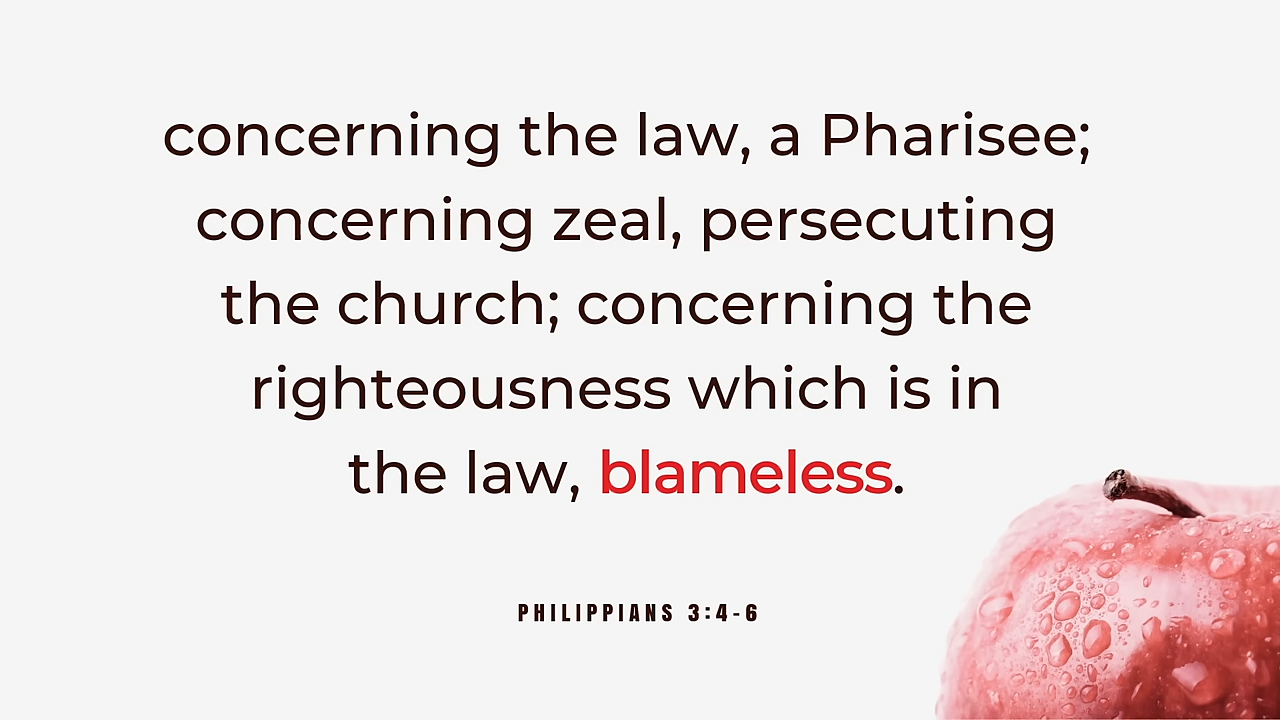 concerning the law, a Pharisee;
concerning zeal, persecuting
the church; concerning the
righteousness which is in
the law, blameless.
PHILIPPIANS 3:4-6